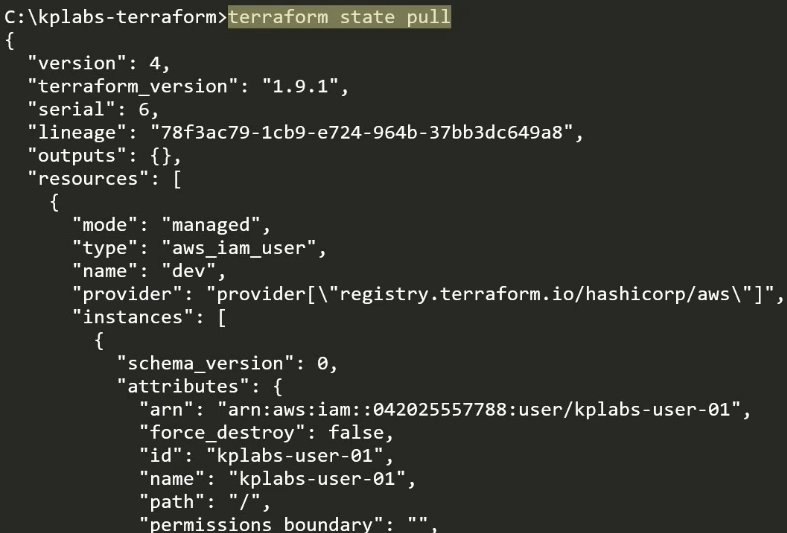 C:\kplabs-terraform>terraform state pull
{
  "version": 4,
  "terraform_version": "1.9.1",
  "serial": 6,
  "lineage": "78f3ac79-1cb9-e724-964b-37bb3dc649a8",
  "outputs": {},
  "resources": [
    {
      "mode": "managed",
      "type": "aws_iam_user",
      "name": "dev",
      "provider": "provider[\"registry.terraform.io/hashicorp/aws\"]",
      "instances": [
        {
          "schema_version": 0,
          "attributes": {
            "arn": "arn:aws:iam::042025557788:user/kplabs-user-01",
            "force_destroy": false,
            "id": "kplabs-user-01",
            "name": "kplabs-user-01",
            "path": "/",
            "permissions_boundary": "",